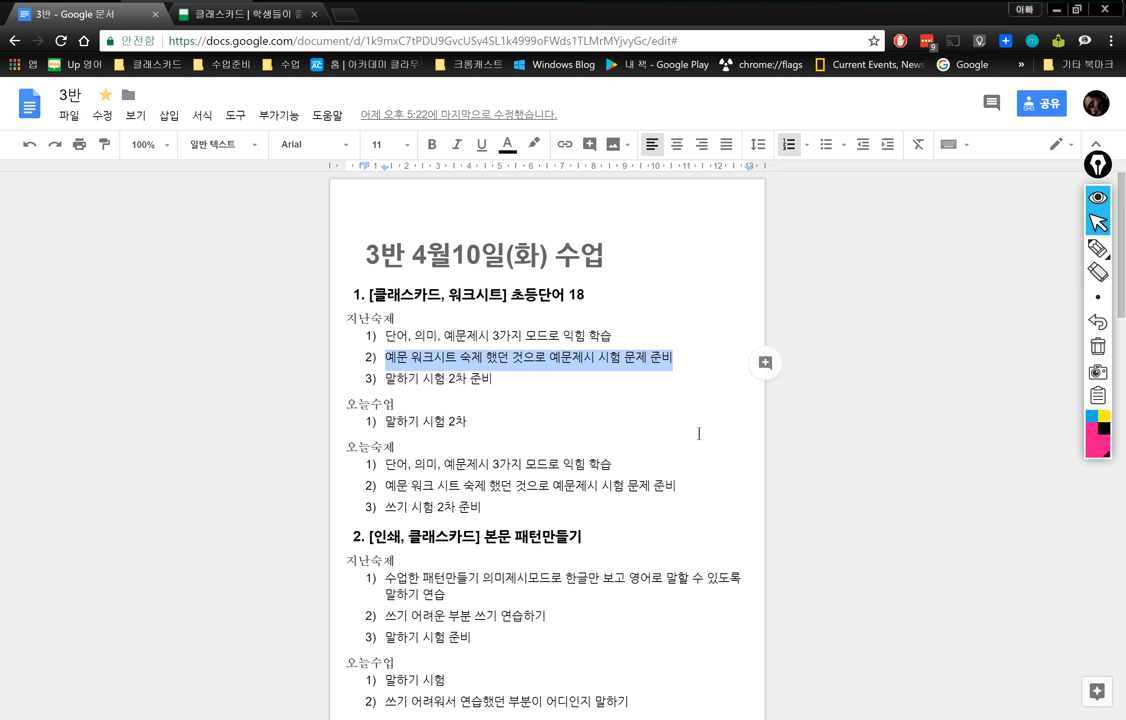 3반 - Google 문서
클래스카드 | 학생들이 줄
아빠
안전함 | https://docs.google.com/document/d/1k9mxC7tPDU9GvcUSv4SL1k4999oFWds1TLMrMYjvyGc/edit#
9
앱 Up 영어 클래스카드 수업준비 수업 홈 | 아카데미 클라우 크롬캐스트 Windows Blog 내 책 - Google Play chrome://flags Current Events, News Google » 기타 북마크
3반
파일 수정 보기 삽입 서식 도구 부가기능 도움말 어제 오후 5:22에 마지막으로 수정했습니다.
공유
100% 일반 텍스트 Arial 11 B I U A
1 1 2 3 4 5 6 7 8 9 10 11 12 13
3반 4월10일(화) 수업
1. [클래스카드, 워크시트] 초등단어 18
지난숙제
1) 단어, 의미, 예문제시 3가지 모드로 익힘 학습
2) 예문 워크시트 숙제 했던 것으로 예문제시 시험 문제 준비
3) 말하기 시험 2차 준비
오늘수업
1) 말하기 시험 2차
오늘숙제
1) 단어, 의미, 예문제시 3가지 모드로 익힘 학습
2) 예문 워크 시트 숙제 했던 것으로 예문제시 시험 문제 준비
3) 쓰기 시험 2차 준비
2. [인쇄, 클래스카드] 본문 패턴만들기
지난숙제
1) 수업한 패턴만들기 의미제시모드로 한글만 보고 영어로 말할 수 있도록
말하기 연습
2) 쓰기 어려운 부분 쓰기 연습하기
3) 말하기 시험 준비
오늘수업
1) 말하기 시험
2) 쓰기 어려워서 연습했던 부분이 어디인지 말하기